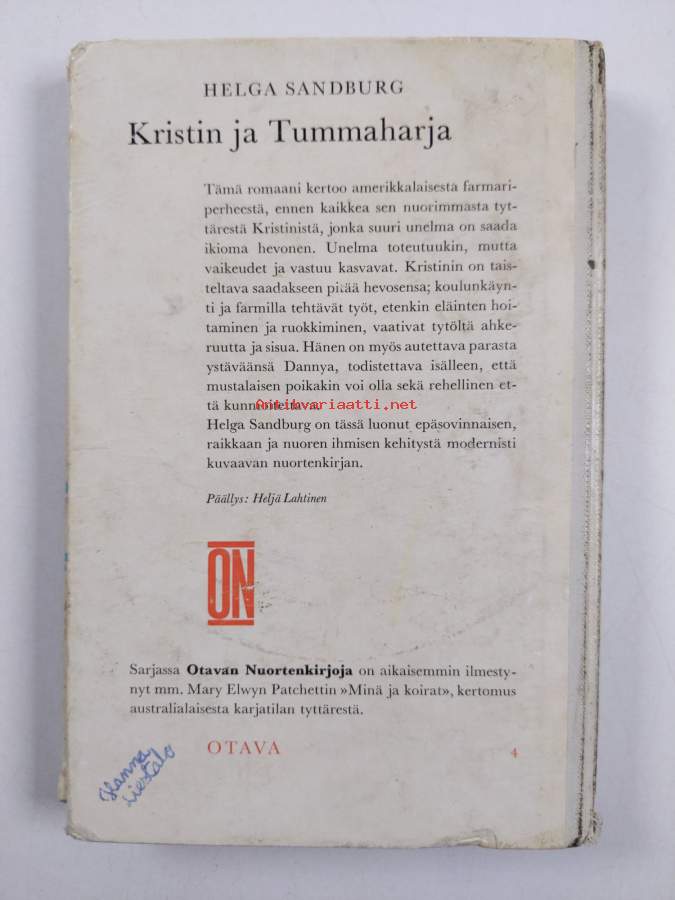 HELGA SANDBURG
Kristin ja Tummaharja
Tämä romaani kertoo amerikkalaisesta farmari-
perheestä, ennen kaikkea sen nuorimmasta tyt-
tärestä Kristinistä, jonka suuri unelma on saada
ikioma hevonen. Unelma toteutuukin, mutta
vaikeudet ja vastuu kasvavat. Kristinin on tais-
teltava saadakseen pitää hevosensa; koulunkäyn-
ti ja farmilla tehtävät työt, etenkin eläinten hoi-
taminen ja ruokkiminen, vaativat tytöltä ahke-
ruutta ja sisua. Hänen on myös autettava parasta
ystäväänsä Dannya, todistettava isälleen, että
mustalaisen poikakin voi olla sekä rehellinen et-
tä kunnioitettava.
Antikvariaatti.net
Helga Sandburg on tässä luonut epäsovinnaisen,
raikkaan ja nuoren ihmisen kehitystä modernisti
kuvaavan nuortenkirjan.
Päällys: Heljä Lahtinen
ON
Sarjassa Otavan Nuortenkirjoja on aikaisemmin ilmesty-
nyt mm. Mary Elwyn Patchettin »Minä ja koirat», kertomus
australialaisesta karjatilan tyttärestä.
OTAVA 4
Hanna